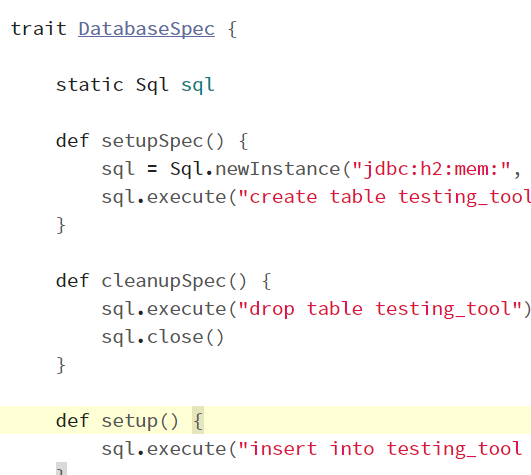 trait DatabaseSpec {
static Sql sql
def setupSpec() {
sql = Sql.newInstance("jdbc:h2:mem:",
sql.execute("create table testing_tool
}
def cleanupSpec() {
sql.execute("drop table testing_tool")
sql.close()
}
def setup() {
sql.execute("insert into testing_tool
}